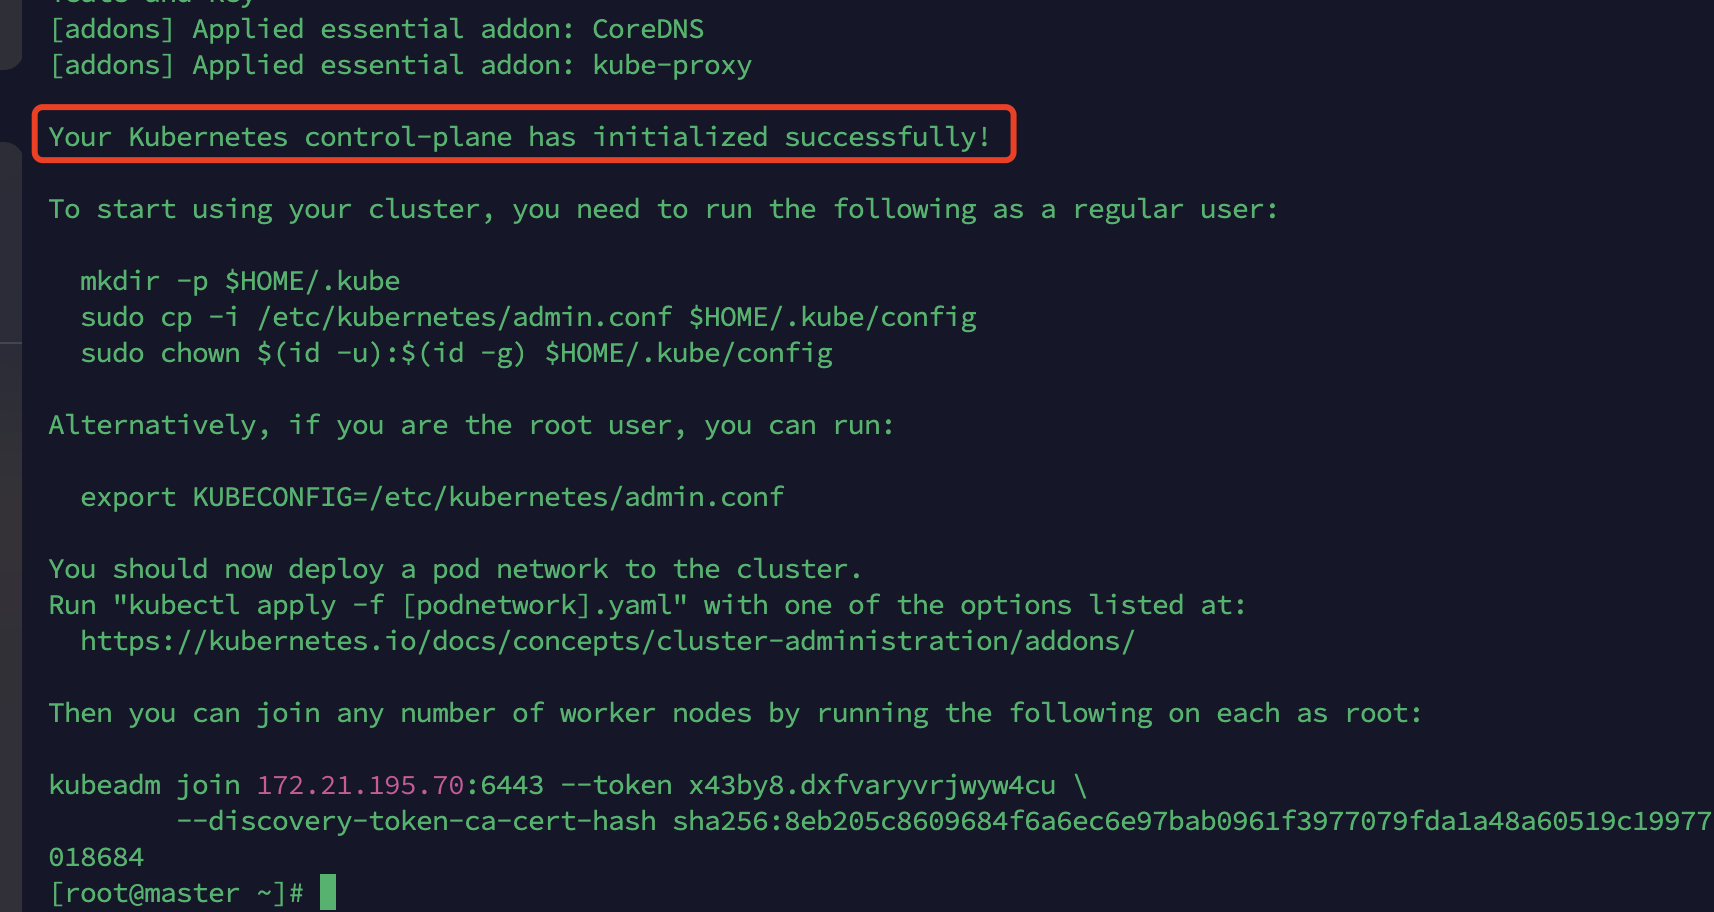 [addons] Applied essential addon: CoreDNS
[addons] Applied essential addon: kube-proxy
Your Kubernetes control-plane has initialized successfully!
To start using your cluster, you need to run the following as a regular user:
mkdir -p $HOME/.kube
sudo cp -i /etc/kubernetes/admin.conf $HOME/.kube/config
sudo chown $(id -u):$(id -g) $HOME/.kube/config
Alternatively, if you are the root user, you can run:
export KUBECONFIG=/etc/kubernetes/admin.conf
You should now deploy a pod network to the cluster.
Run "kubectl apply -f [podnetwork].yaml" with one of the options listed at:
https://kubernetes.io/docs/concepts/cluster-administration/addons/
Then you can join any number of worker nodes by running the following on each as root:
kubeadm join 172.21.195.70:6443 --token x43by8.dxfvaryvrjwyw4cu \
--discovery-token-ca-cert-hash sha256:8eb205c8609684f6a6ec6e97bab0961f3977079fda1a48a60519c19977
018684
[root@master ~]#